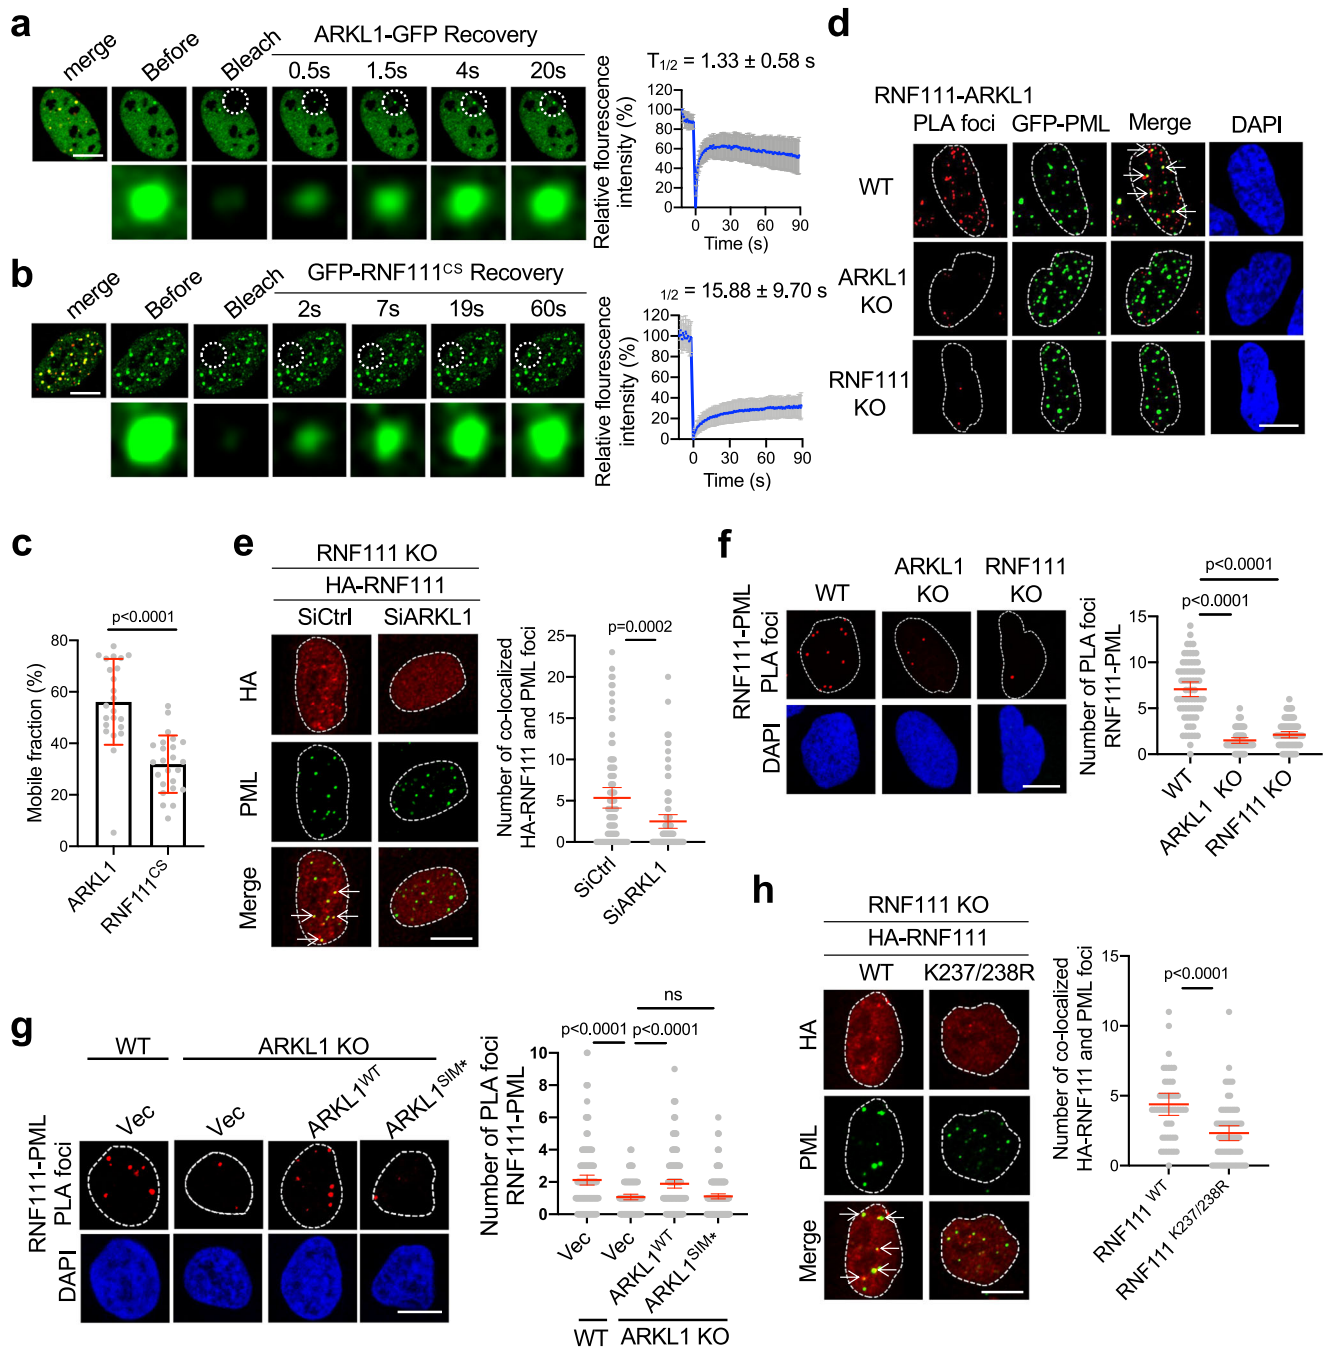 a
merge
Before
Bleach
ARKL1-GFP Recovery
0.5s 1.5s 4s 20s
T1/2 = 1.33 ± 0.58 s
Relative flourescence
intensity (%)
120
100
80
60
40
20
0
0 30 60 90
Time (s)
b
merge
Before
Bleach
GFP-RNF111CS Recovery
2s 7s 19s 60s
1/2 = 15.88 ± 9.70 s
Relative flourescence
intensity (%)
120
100
80
60
40
20
0
0 30 60 90
Time (s)
c
p<0.0001
Mobile fraction (%)
80
60
40
20
0
ARKL1
RNF111CS
d
RNF111-ARKL1
PLA foci GFP-PML Merge DAPI
WT
ARKL1
KO
RNF111
KO
e
RNF111 KO
HA-RNF111
SiCtrl SiARKL1
HA
PML
Merge
Number of co-localized
HA-RNF111 and PML foci
p=0.0002
25
20
15
10
5
0
SiCtrl
SiARKL1
f
WT
ARKL1
KO
RNF111
KO
RNF111-PML
PLA foci
DAPI
Number of PLA foci
RNF111-PML
p<0.0001
p<0.0001
15
10
5
0
WT
ARKL1 KO
RNF111 KO
g
WT ARKL1 KO
Vec
Vec
ARKL1WT
ARKL1SIM*
RNF111-PML
PLA foci
DAPI
Number of PLA foci
RNF111-PML
ns
p<0.0001 p<0.0001
10
8
6
4
2
0
Vec
Vec
ARKL1WT
ARKL1SIM*
WT ARKL1 KO
h
RNF111 KO
HA-RNF111
WT K237/238R
HA
PML
Merge
Number of co-localized
HA-RNF111 and PML foci
p<0.0001
15
10
5
0
RNF111 WT
RNF111 K237/238R